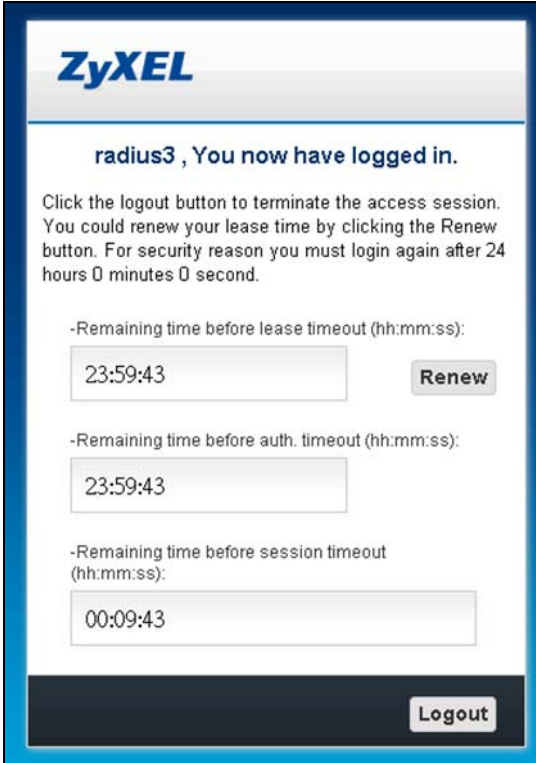 ZyXEL
radius3 , You now have logged in.
Click the logout button to terminate the access session.
You could renew your lease time by clicking the Renew
button. For security reason you must login again after 24
hours 0 minutes 0 second.
-Remaining time before lease timeout (hh:mm:ss):
23:59:43 Renew
-Remaining time before auth. timeout (hh:mm:ss):
23:59:43
-Remaining time before session timeout
(hh:mm:ss):
00:09:43
Logout